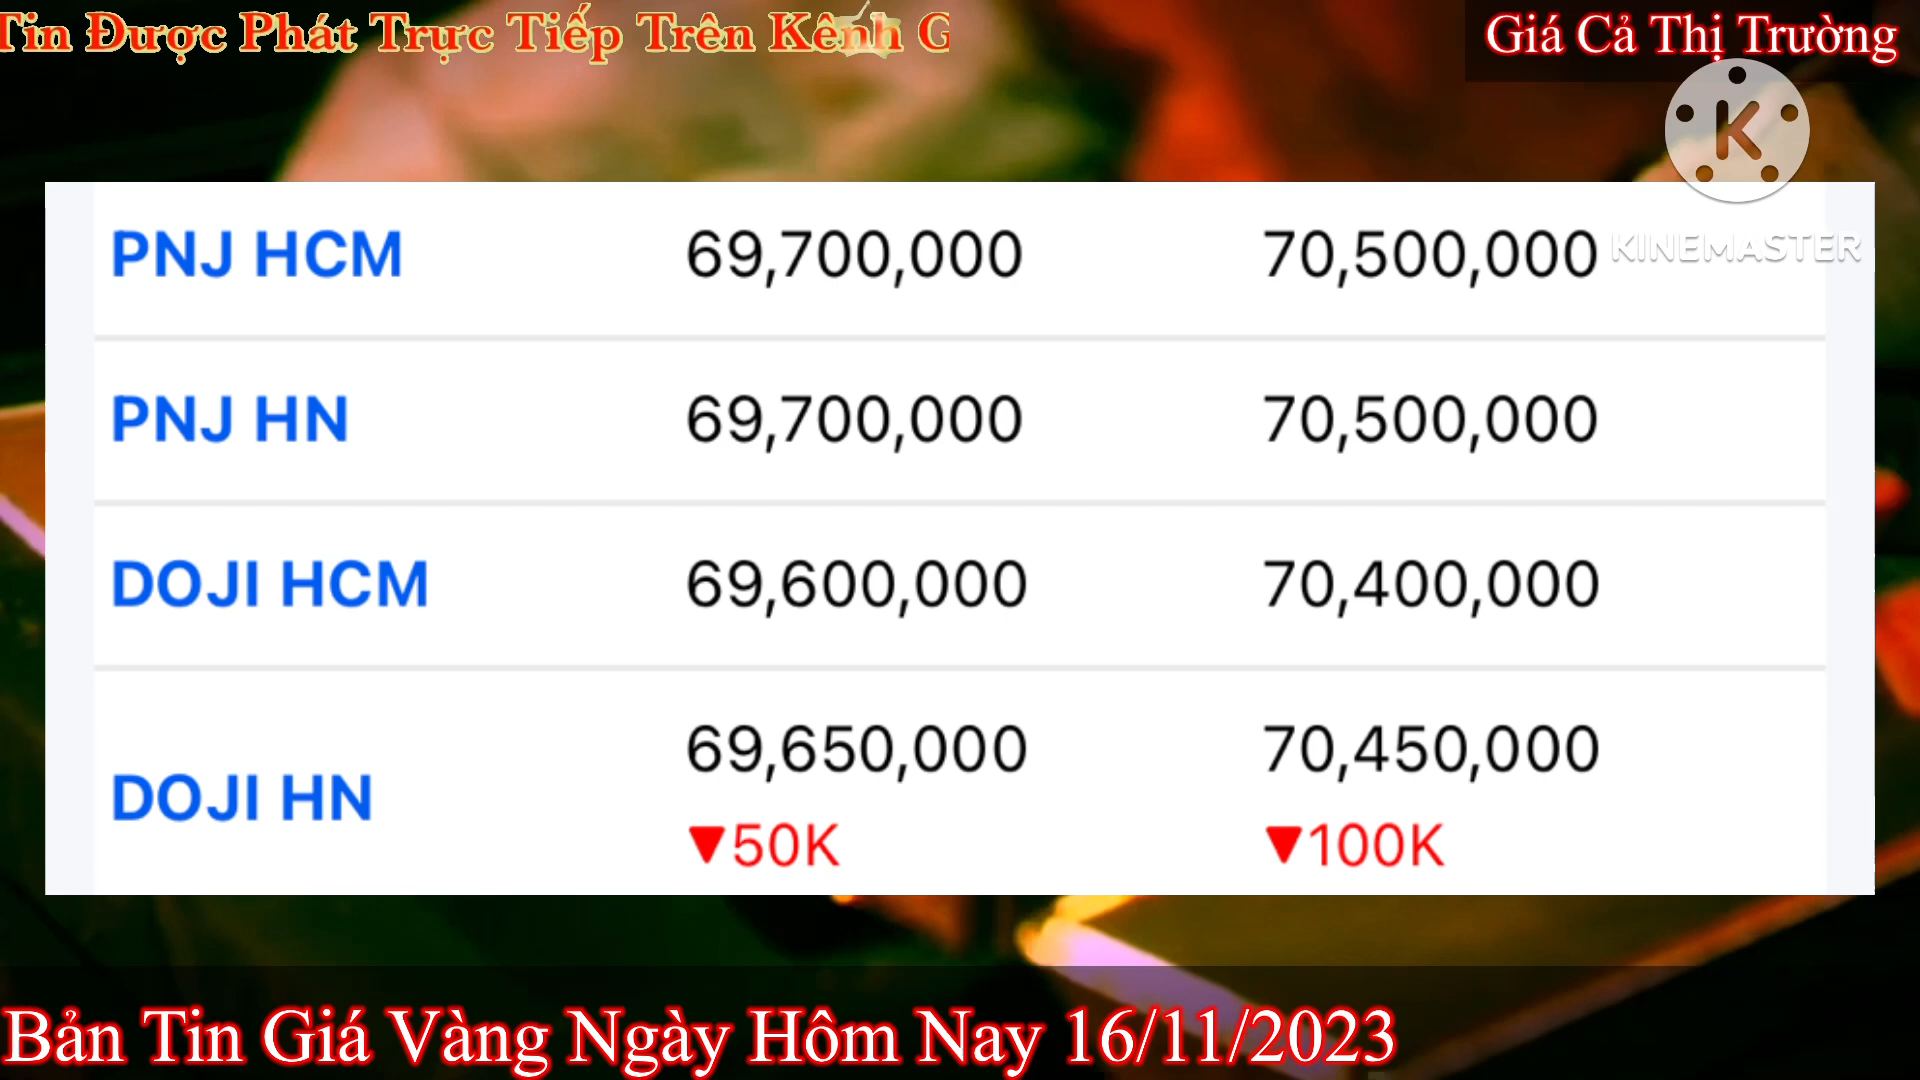 Tin Được Phát Trực Tiếp Trên Kênh G
Giá Cả Thị Trường
K
KINEMASTER
PNJ HCM 69,700,000 70,500,000
PNJ HN 69,700,000 70,500,000
DOJI HCM 69,600,000 70,400,000
DOJI HN 69,650,000 70,450,000
▼50K ▼100K
Bản Tin Giá Vàng Ngày Hôm Nay 16/11/2023